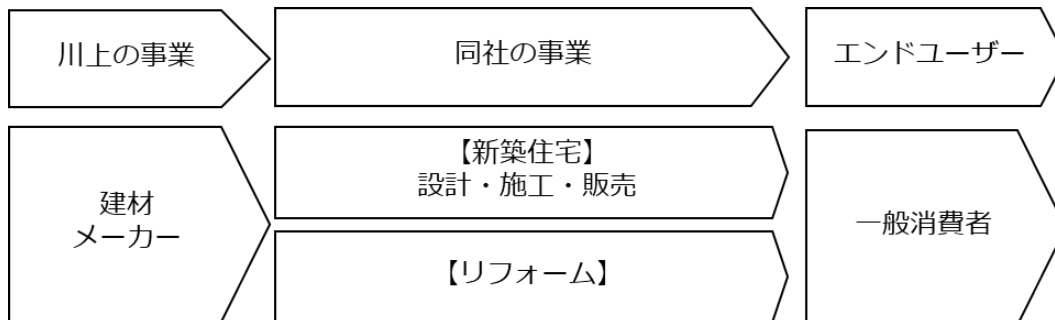 川上の事業
同社の事業
エンドユーザー
建材
メーカー
【新築住宅】
設計・施工・販売
【リフォーム】
一般消費者